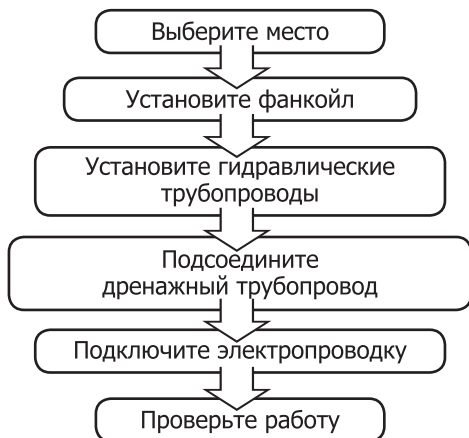 Выберите место
Установите фанкойл
Установите гидравлические
трубопроводы
Подсоедините
дренажный трубопровод
Подключите электропроводку
Проверьте работу